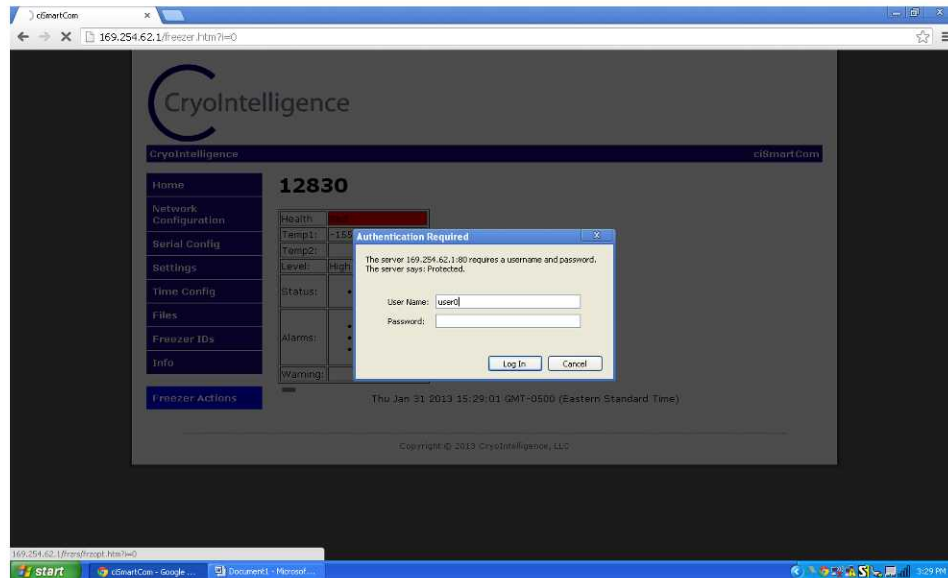 ciSmartCom
169.254.62.1/freezer.htm?i=0
CryoIntelligence
CryoIntelligence ciSmartCom
Home
Network
Configuration
Serial Config
Settings
Time Config
Files
Freezer IDs
Info
Freezer Actions
12830
Health
Temp1: -155
Temp2:
Level: High
Status:
Alarms:
Warning:
Authentication Required
The server 169.254.62.1:80 requires a username and password.
The server says: Protected.
User Name: user0
Password:
Log In Cancel
Thu Jan 31 2013 15:29:01 GMT-0500 (Eastern Standard Time)
Copyright © 2013 CryoIntelligence, LLC
169.254.62.1/frzrs/frzopt.htm?i=0
start ciSmartCom - Google ... Document1 - Microsof... 3:29 PM